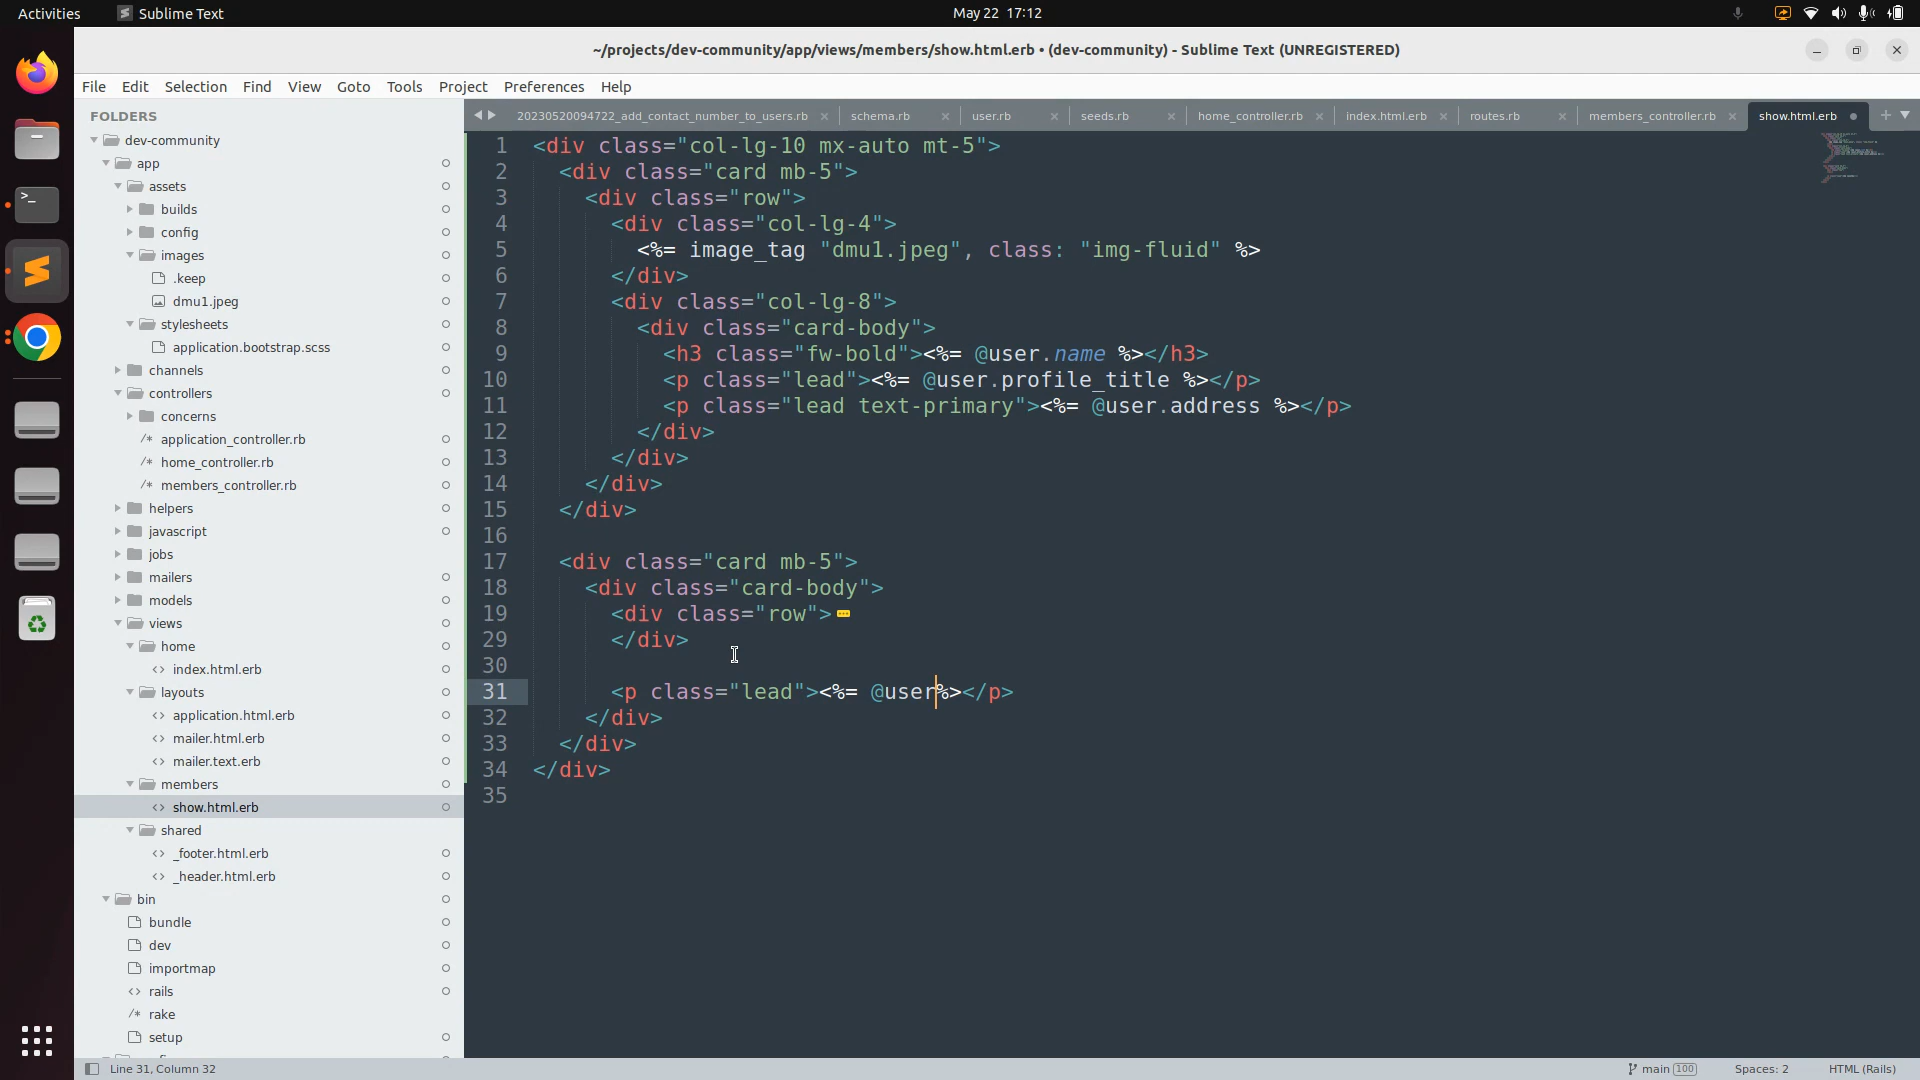 Activities
Sublime Text
May 22 17:12
~/projects/dev-community/app/views/members/show.html.erb • (dev-community) - Sublime Text (UNREGISTERED)
File Edit Selection Find View Goto Tools Project Preferences Help
FOLDERS
dev-community
app
assets
builds
config
images
.keep
dmu1.jpeg
stylesheets
application.bootstrap.scss
channels
controllers
concerns
application_controller.rb
home_controller.rb
members_controller.rb
helpers
javascript
jobs
mailers
models
views
home
index.html.erb
layouts
application.html.erb
mailer.html.erb
mailer.text.erb
members
show.html.erb
shared
_footer.html.erb
_header.html.erb
bin
bundle
dev
importmap
rails
rake
setup
20230520094722_add_contact_number_to_users.rb
schema.rb
user.rb
seeds.rb
home_controller.rb
index.html.erb
routes.rb
members_controller.rb
show.html.erb
1 <div class="col-lg-10 mx-auto mt-5">
2 <div class="card mb-5">
3 <div class="row">
4 <div class="col-lg-4">
5 <%= image_tag "dmu1.jpeg", class: "img-fluid" %>
6 </div>
7 <div class="col-lg-8">
8 <div class="card-body">
9 <h3 class="fw-bold"><%= @user.name %></h3>
10 <p class="lead"><%= @user.profile_title %></p>
11 <p class="lead text-primary"><%= @user.address %></p>
12 </div>
13 </div>
14 </div>
15 </div>
16
17 <div class="card mb-5">
18 <div class="card-body">
19 <div class="row">
29 </div>
30
31 <p class="lead"><%= @user%></p>
32 </div>
33 </div>
34 </div>
35
Line 31, Column 32
main 100
Spaces: 2
HTML (Rails)